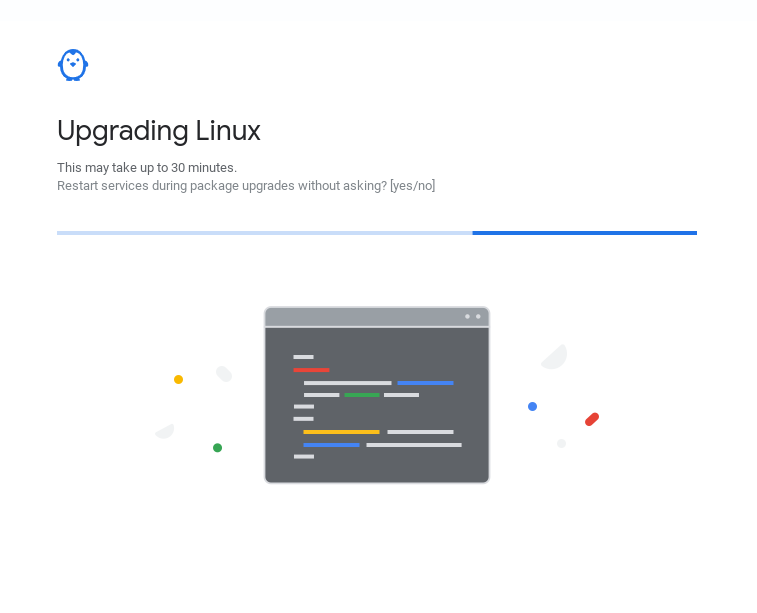 Upgrading Linux
This may take up to 30 minutes.
Restart services during package upgrades without asking? [yes/no]